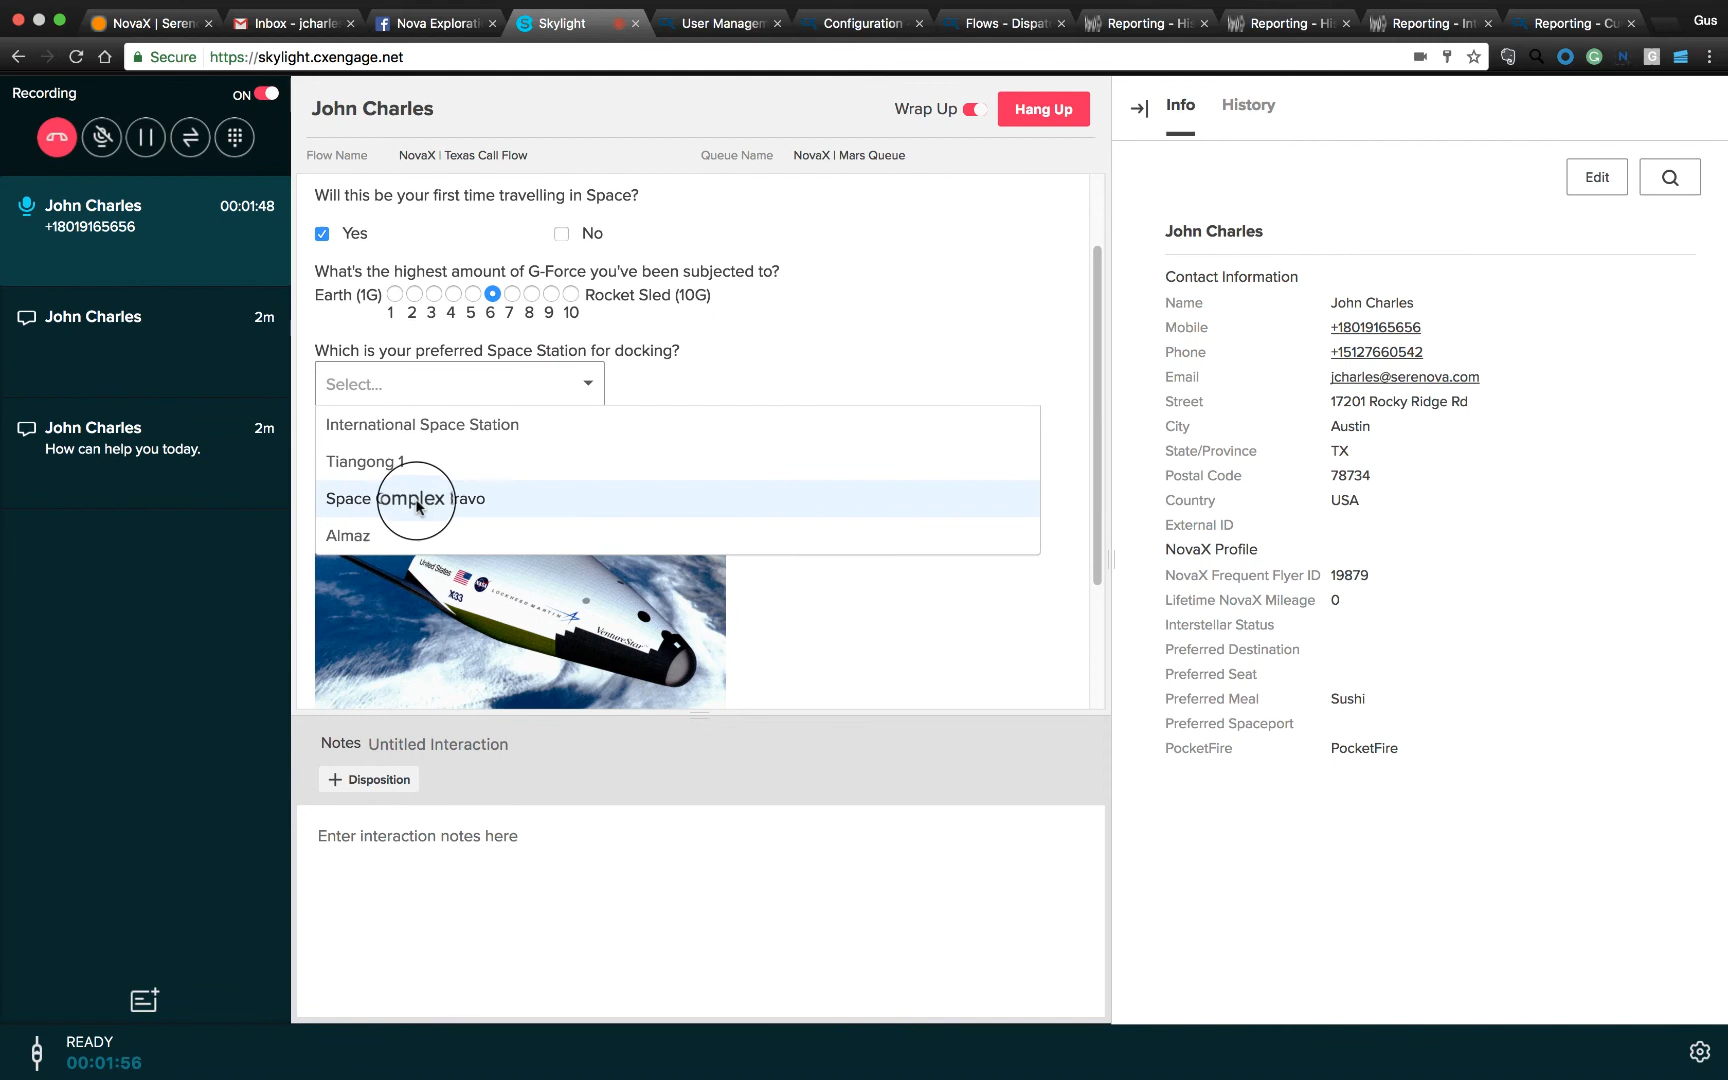 NovaX | Seren
Inbox - jcharle
Nova Explorati
Skylight
User Managem
Configuration
Flows - Dispat
Reporting - Hi
Reporting - Hi
Reporting - Int
Reporting - Cu
Gus
Secure
https://skylight.cxengage.net
Recording
ON
John Charles
00:01:48
+18019165656
John Charles
2m
John Charles
2m
How can help you today.
READY
00:01:56
John Charles
Wrap Up
Hang Up
Flow Name
NovaX | Texas Call Flow
Queue Name
NovaX | Mars Queue
Will this be your first time travelling in Space?
Yes
No
What's the highest amount of G-Force you've been subjected to?
Earth (1G)
Rocket Sled (10G)
1 2 3 4 5 6 7 8 9 10
Which is your preferred Space Station for docking?
Select...
International Space Station
Tiangong 1
Space Complex ravo
Almaz
United States
NASA
X33
LOCKHEED MARTIN
VentureStar
Notes
Untitled Interaction
+ Disposition
Enter interaction notes here
Info
History
Edit
John Charles
Contact Information
Name
John Charles
Mobile
+18019165656
Phone
+15127660542
Email
jcharles@serenova.com
Street
17201 Rocky Ridge Rd
City
Austin
State/Province
TX
Postal Code
78734
Country
USA
External ID
NovaX Profile
NovaX Frequent Flyer ID
19879
Lifetime NovaX Mileage
0
Interstellar Status
Preferred Destination
Preferred Seat
Preferred Meal
Sushi
Preferred Spaceport
PocketFire
PocketFire